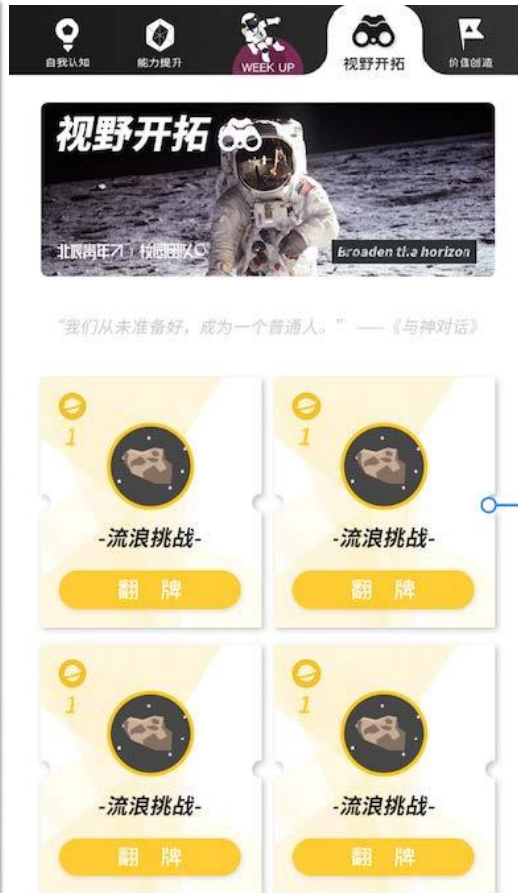 自我认知
能力提升
WEEK UP
视野开拓
价值创造
视野开拓
北辰青年 | 校园团队
Broaden the horizon
“我们从未准备好，成为一个普通人。” ——《与神对话》
1
1
-流浪挑战-
-流浪挑战-
翻 牌
翻 牌
1
1
-流浪挑战-
-流浪挑战-
翻 牌
翻 牌